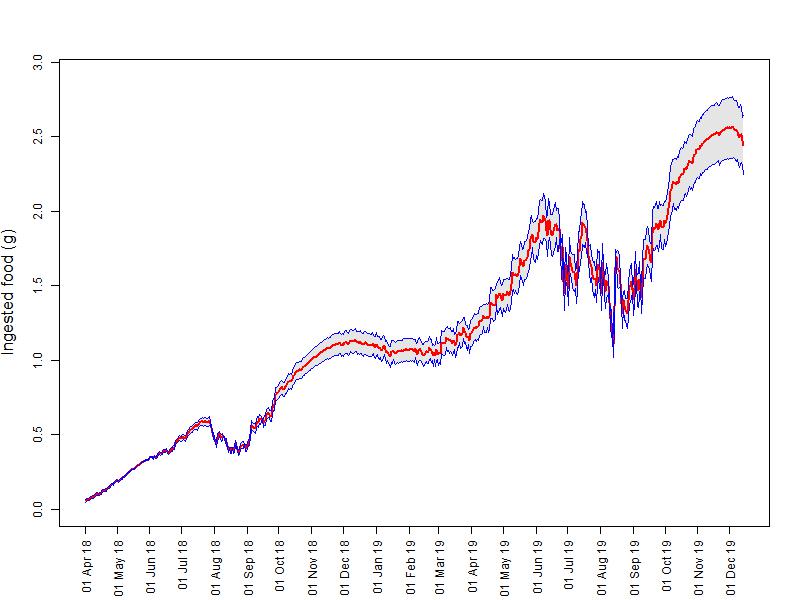 Ingested food (g)
3.0
2.5
2.0
1.5
1.0
0.5
0.0
01 Apr 18
01 May 18
01 Jun 18
01 Jul 18
01 Aug 18
01 Sep 18
01 Oct 18
01 Nov 18
01 Dec 18
01 Jan 19
01 Feb 19
01 Mar 19
01 Apr 19
01 May 19
01 Jun 19
01 Jul 19
01 Aug 19
01 Sep 19
01 Oct 19
01 Nov 19
01 Dec 19